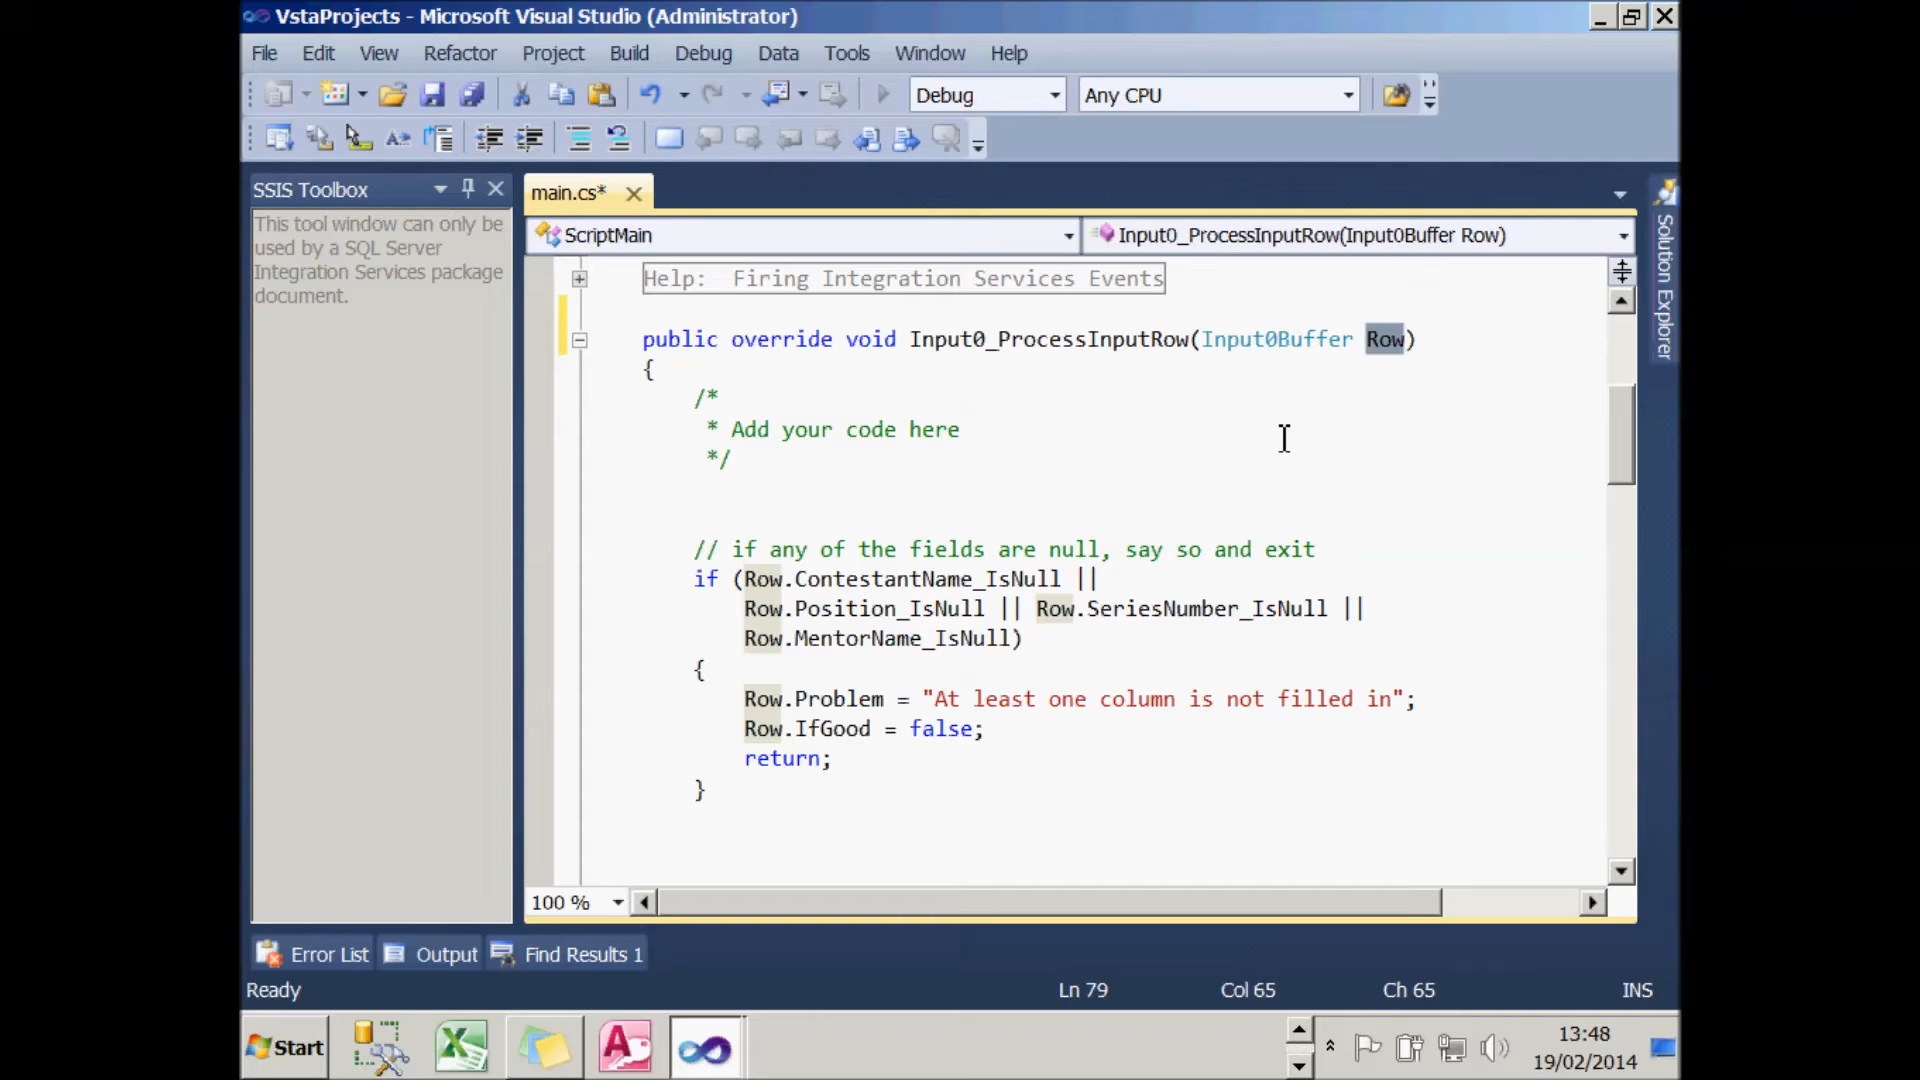 VstaProjects - Microsoft Visual Studio (Administrator)
File Edit View Refactor Project Build Debug Data Tools Window Help
Debug Any CPU
SSIS Toolbox
This tool window can only be
used by a SQL Server
Integration Services package
document.
main.cs*
ScriptMain
Input0_ProcessInputRow(Input0Buffer Row)
Solution Explorer
Help:  Firing Integration Services Events
public override void Input0_ProcessInputRow(Input0Buffer Row)
{
/*
* Add your code here
*/
// if any of the fields are null, say so and exit
if (Row.ContestantName_IsNull ||
Row.Position_IsNull || Row.SeriesNumber_IsNull ||
Row.MentorName_IsNull)
{
Row.Problem = "At least one column is not filled in";
Row.IfGood = false;
return;
}
100 %
Error List Output Find Results 1
Ready Ln 79 Col 65 Ch 65 INS
Start
13:48
19/02/2014